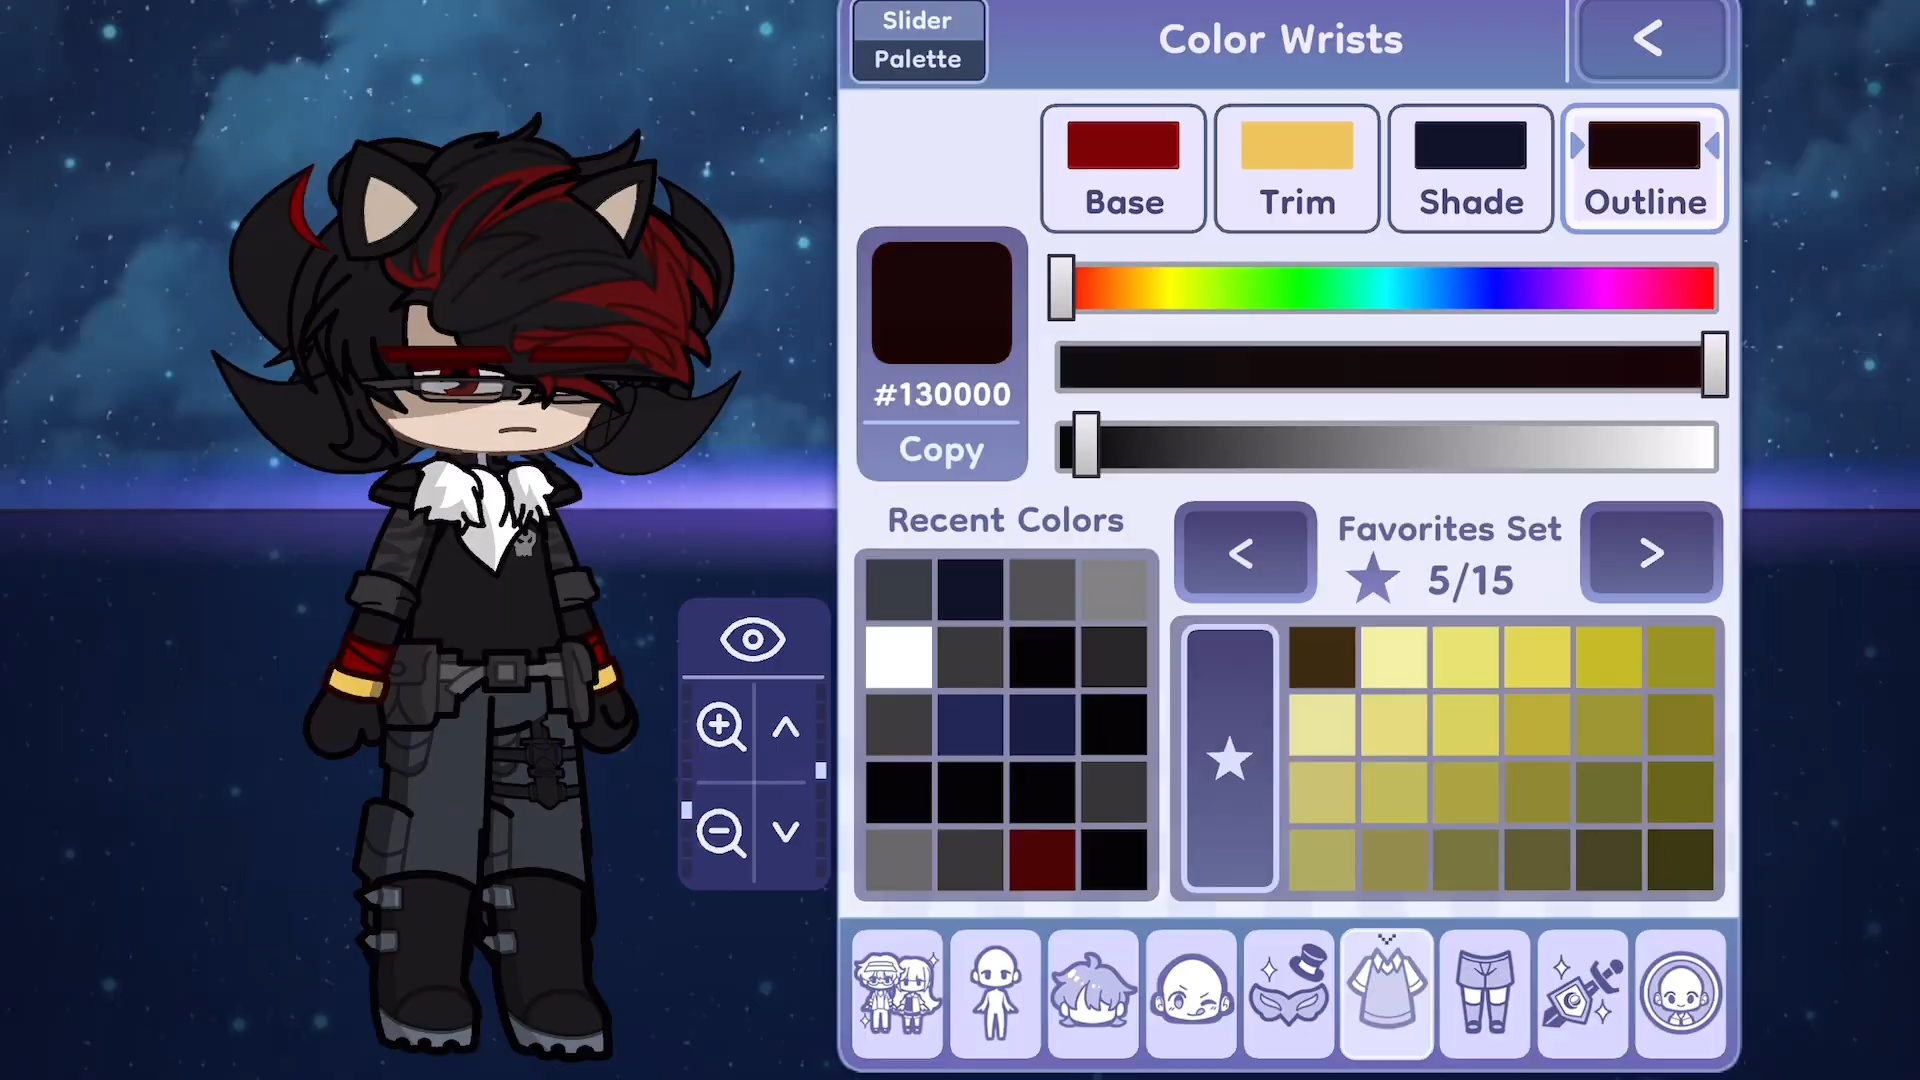 Slider
Palette
Color Wrists
<
Base
Trim
Shade
Outline
#130000
Copy
Recent Colors
<
Favorites Set
5/15
>